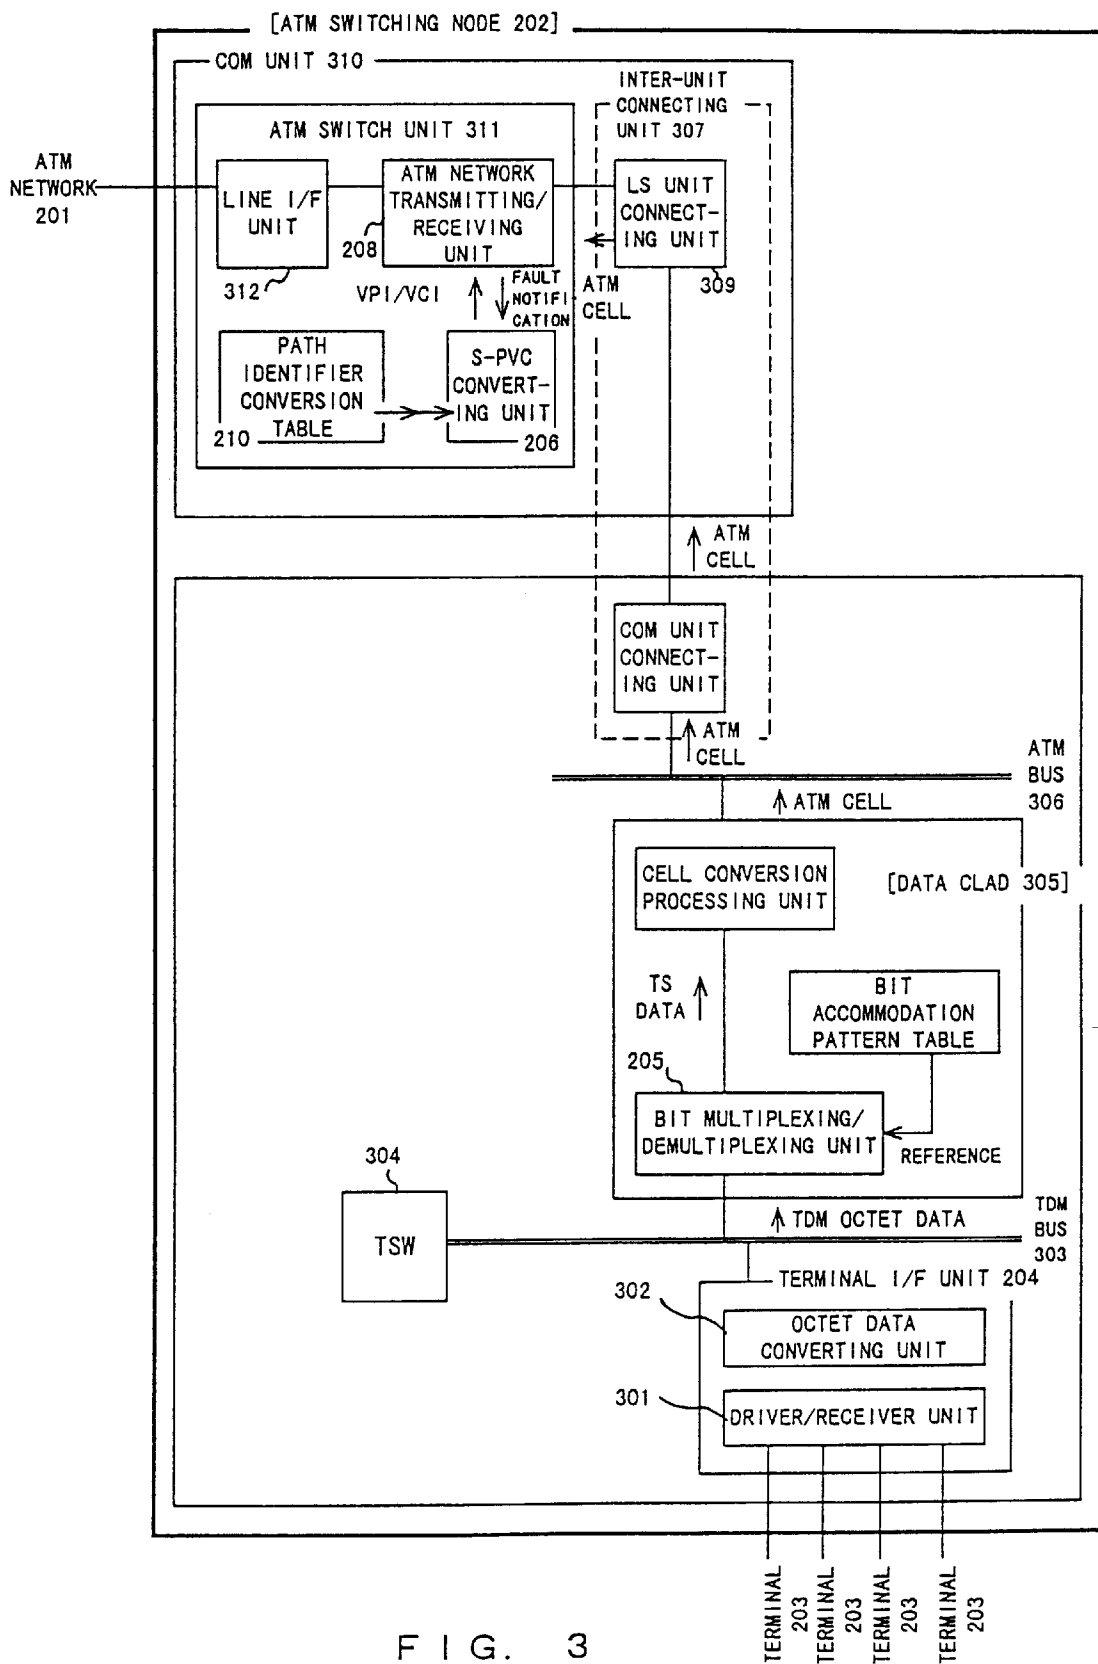 [ATM SWITCHING NODE 202]
COM UNIT 310
INTER-UNIT
CONNECTING
UNIT 307
ATM SWITCH UNIT 311
ATM
NETWORK
201
LINE I/F
UNIT
312
ATM NETWORK
TRANSMITTING/
RECEIVING
UNIT
208
LS UNIT
CONNECT-
ING UNIT
309
VPI/VCI
FAULT
NOTIFI-
CATION
ATM
CELL
PATH
IDENTIFIER
CONVERSION
TABLE
210
S-PVC
CONVERT-
ING UNIT
206
ATM
CELL
COM UNIT
CONNECT-
ING UNIT
ATM
CELL
ATM
BUS
306
ATM CELL
CELL CONVERSION
PROCESSING UNIT
[DATA CLAD 305]
TS
DATA
BIT
ACCOMMODATION
PATTERN TABLE
205
BIT MULTIPLEXING/
DEMULTIPLEXING UNIT
REFERENCE
304
TSW
TDM OCTET DATA
TDM
BUS
303
TERMINAL I/F UNIT 204
302
OCTET DATA
CONVERTING UNIT
301
DRIVER/RECEIVER UNIT
TERMINAL
203
TERMINAL
203
TERMINAL
203
TERMINAL
203
FIG. 3